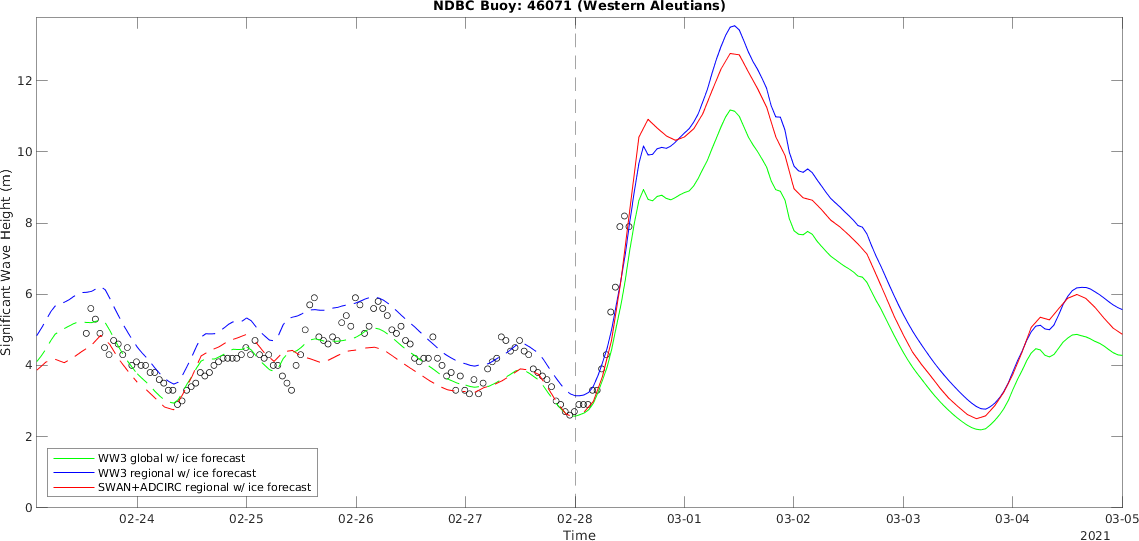 NDBC Buoy: 46071 (Western Aleutians)
Significant Wave Height (m)
12
10
8
6
4
2
0
WW3 global w/ ice forecast
WW3 regional w/ ice forecast
SWAN+ADCIRC regional w/ ice forecast
02-24 02-25 02-26 02-27 02-28 03-01 03-02 03-03 03-04 03-05
Time
2021